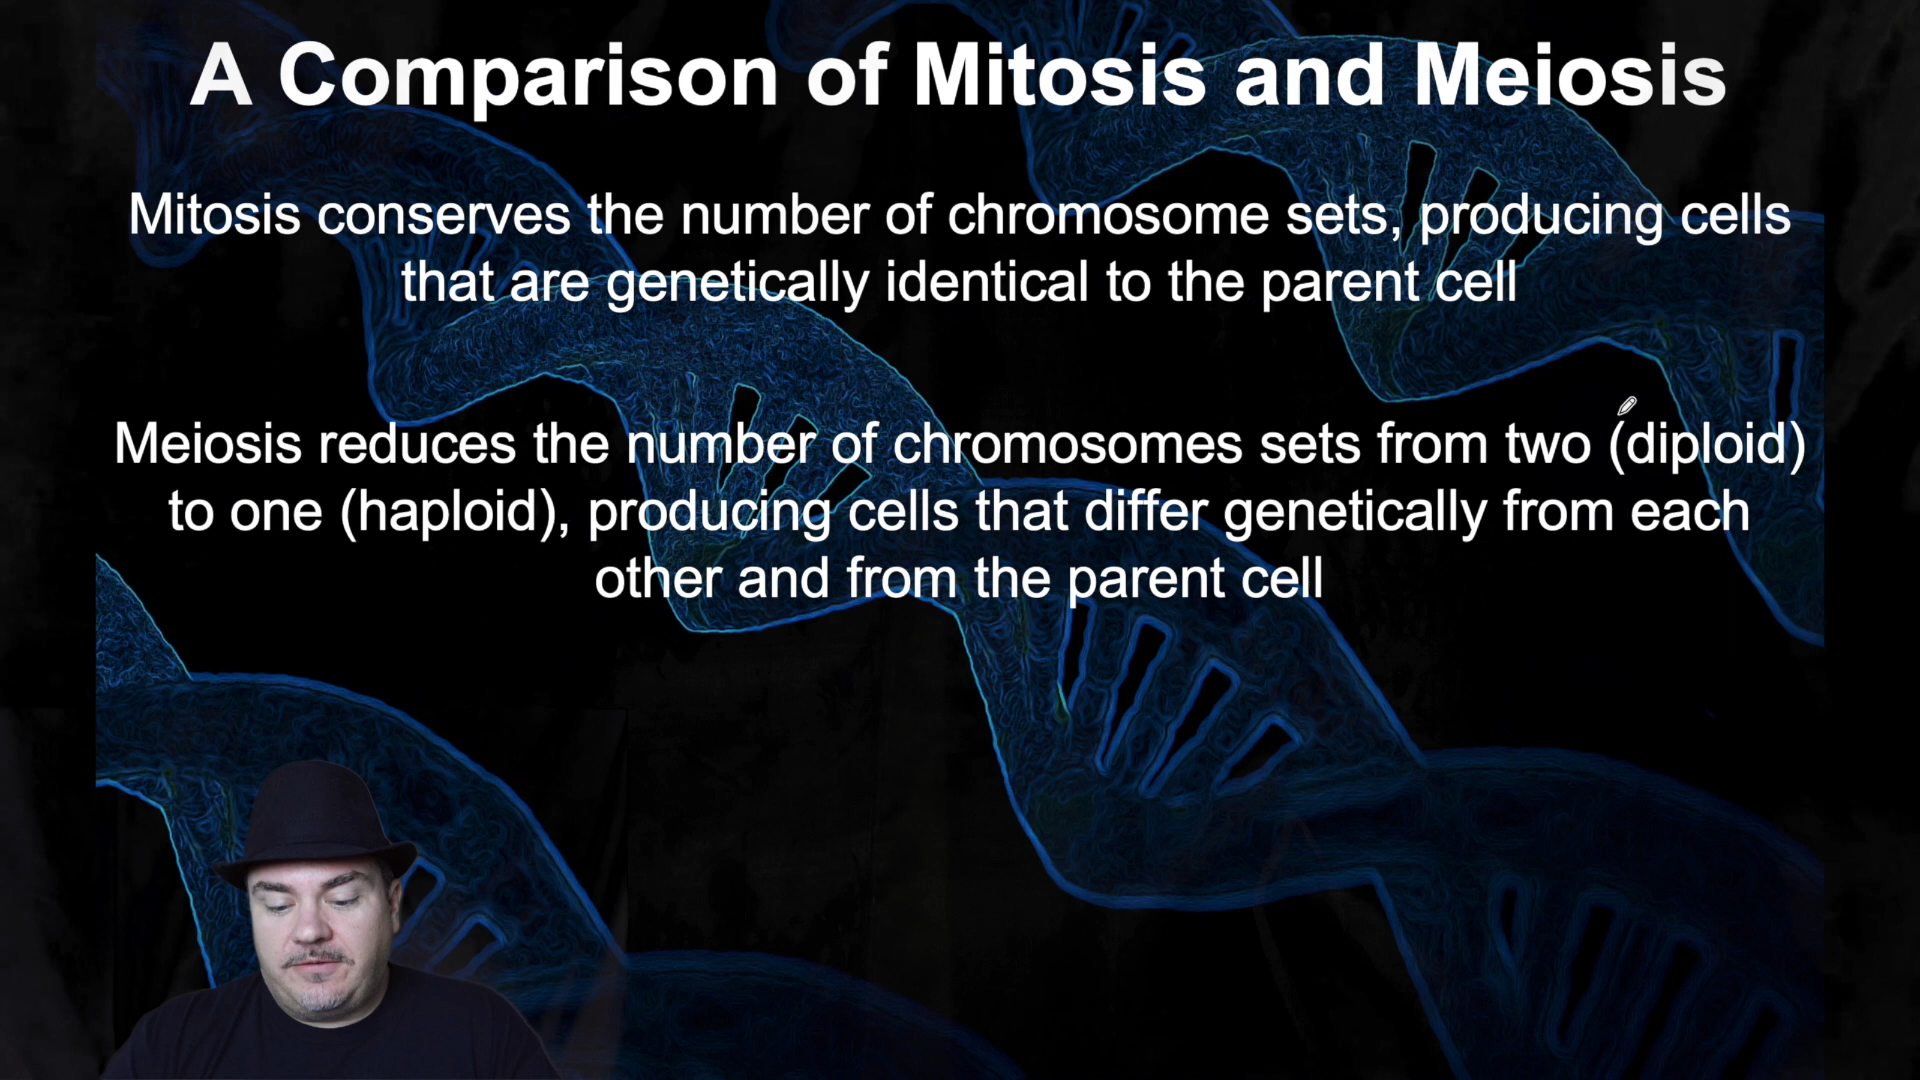 A Comparison of Mitosis and Meiosis
Mitosis conserves the number of chromosome sets, producing cells
that are genetically identical to the parent cell
Meiosis reduces the number of chromosomes sets from two (diploid)
to one (haploid), producing cells that differ genetically from each
other and from the parent cell